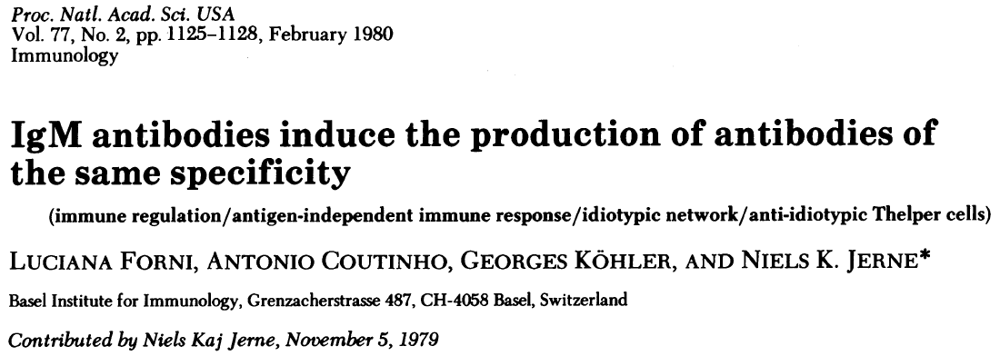 Proc. Natl. Acad. Sci. USA
Vol. 77, No. 2, pp. 1125–1128, February 1980
Immunology
IgM antibodies induce the production of antibodies of
the same specificity
(immune regulation/antigen-independent immune response/idiotypic network/anti-idiotypic Thelper cells)
LUCIANA FORNI, ANTONIO COUTINHO, GEORGES KÖHLER, AND NIELS K. JERNE*
Basel Institute for Immunology, Grenzacherstrasse 487, CH-4058 Basel, Switzerland
Contributed by Niels Kaj Jerne, November 5, 1979